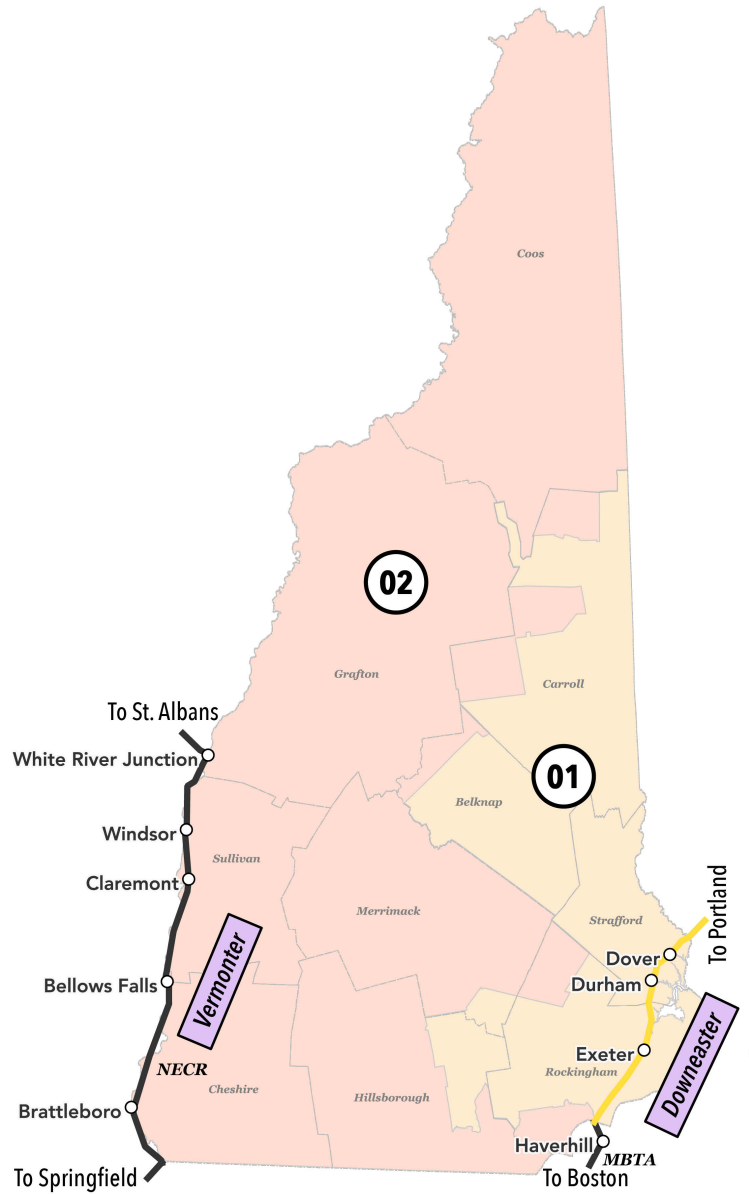 Coos
02
Grafton
Carroll
To St. Albans
White River Junction
01
Belknap
Windsor
Sullivan
Claremont
Merrimack
Strafford
To Portland
Dover
Vermonter
Durham
Bellows Falls
Exeter
Downeaster
NECR
Rockingham
Cheshire
Hillsborough
Brattleboro
Haverhill
MBTA
To Springfield
To Boston